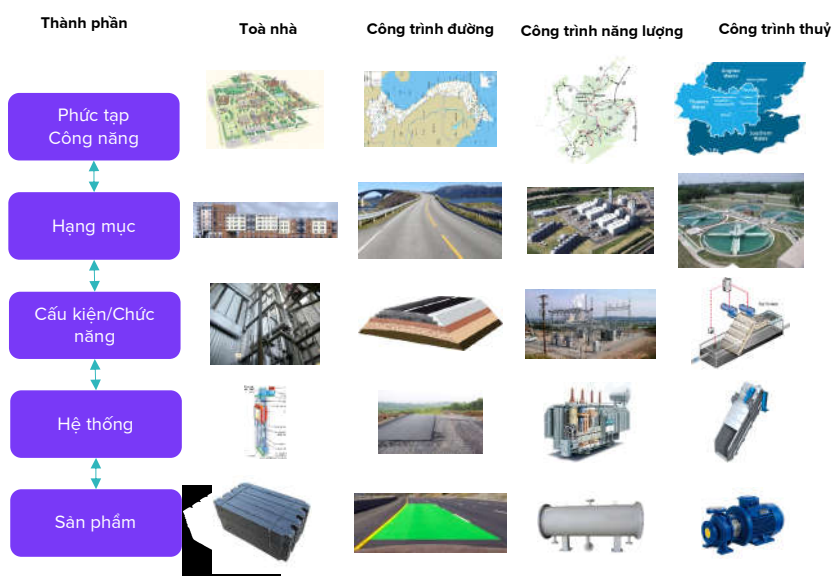 Thành phần
Toà nhà
Công trình đường
Công trình năng lượng
Công trình thuỷ
Phức tạp
Công năng
Hạng mục
Cấu kiện/Chức
năng
Hệ thống
Sản phẩm